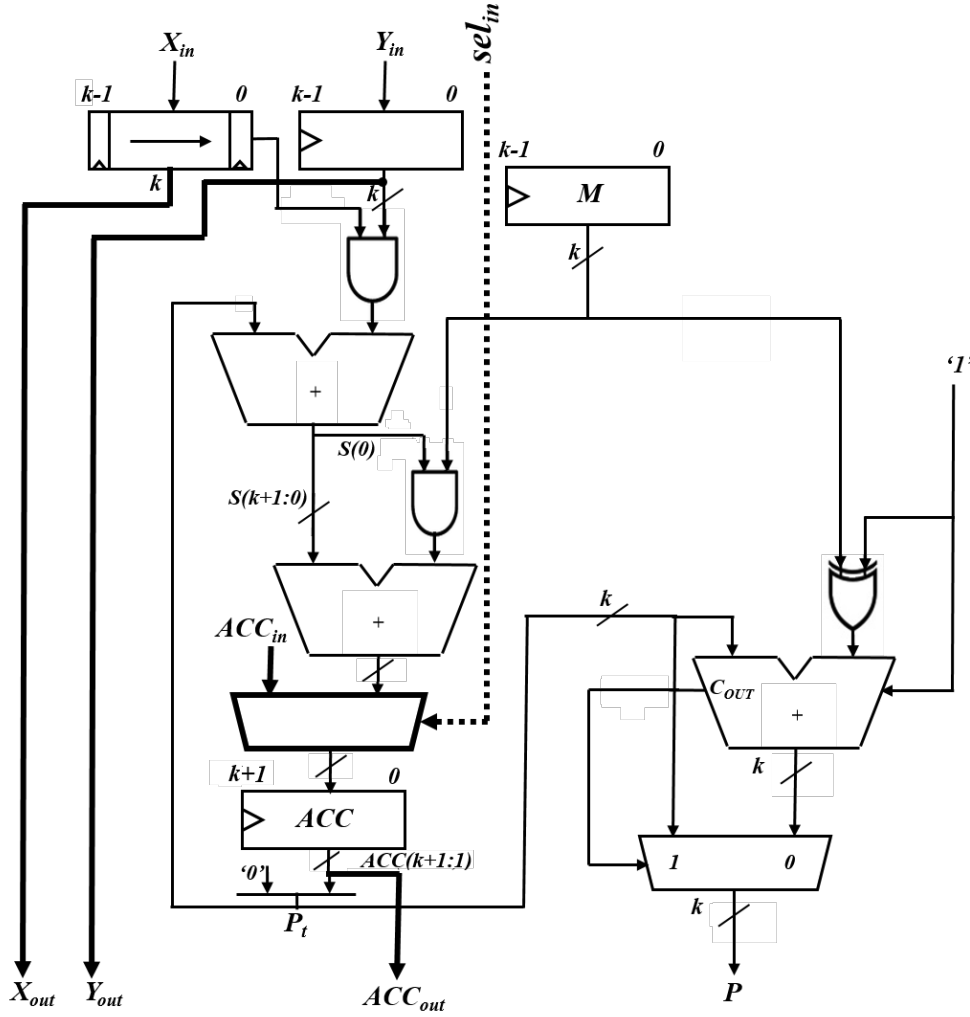 X_in
Y_in
sel_in
k-1
0
k-1
0
k-1
0
k
k
M
k
‘1’
+
S(0)
S(k+1:0)
k
ACC_in
+
C_OUT
+
k+1
0
k
ACC
1
0
‘0’
ACC(k+1:1)
k
P_t
X_out
Y_out
ACC_out
P